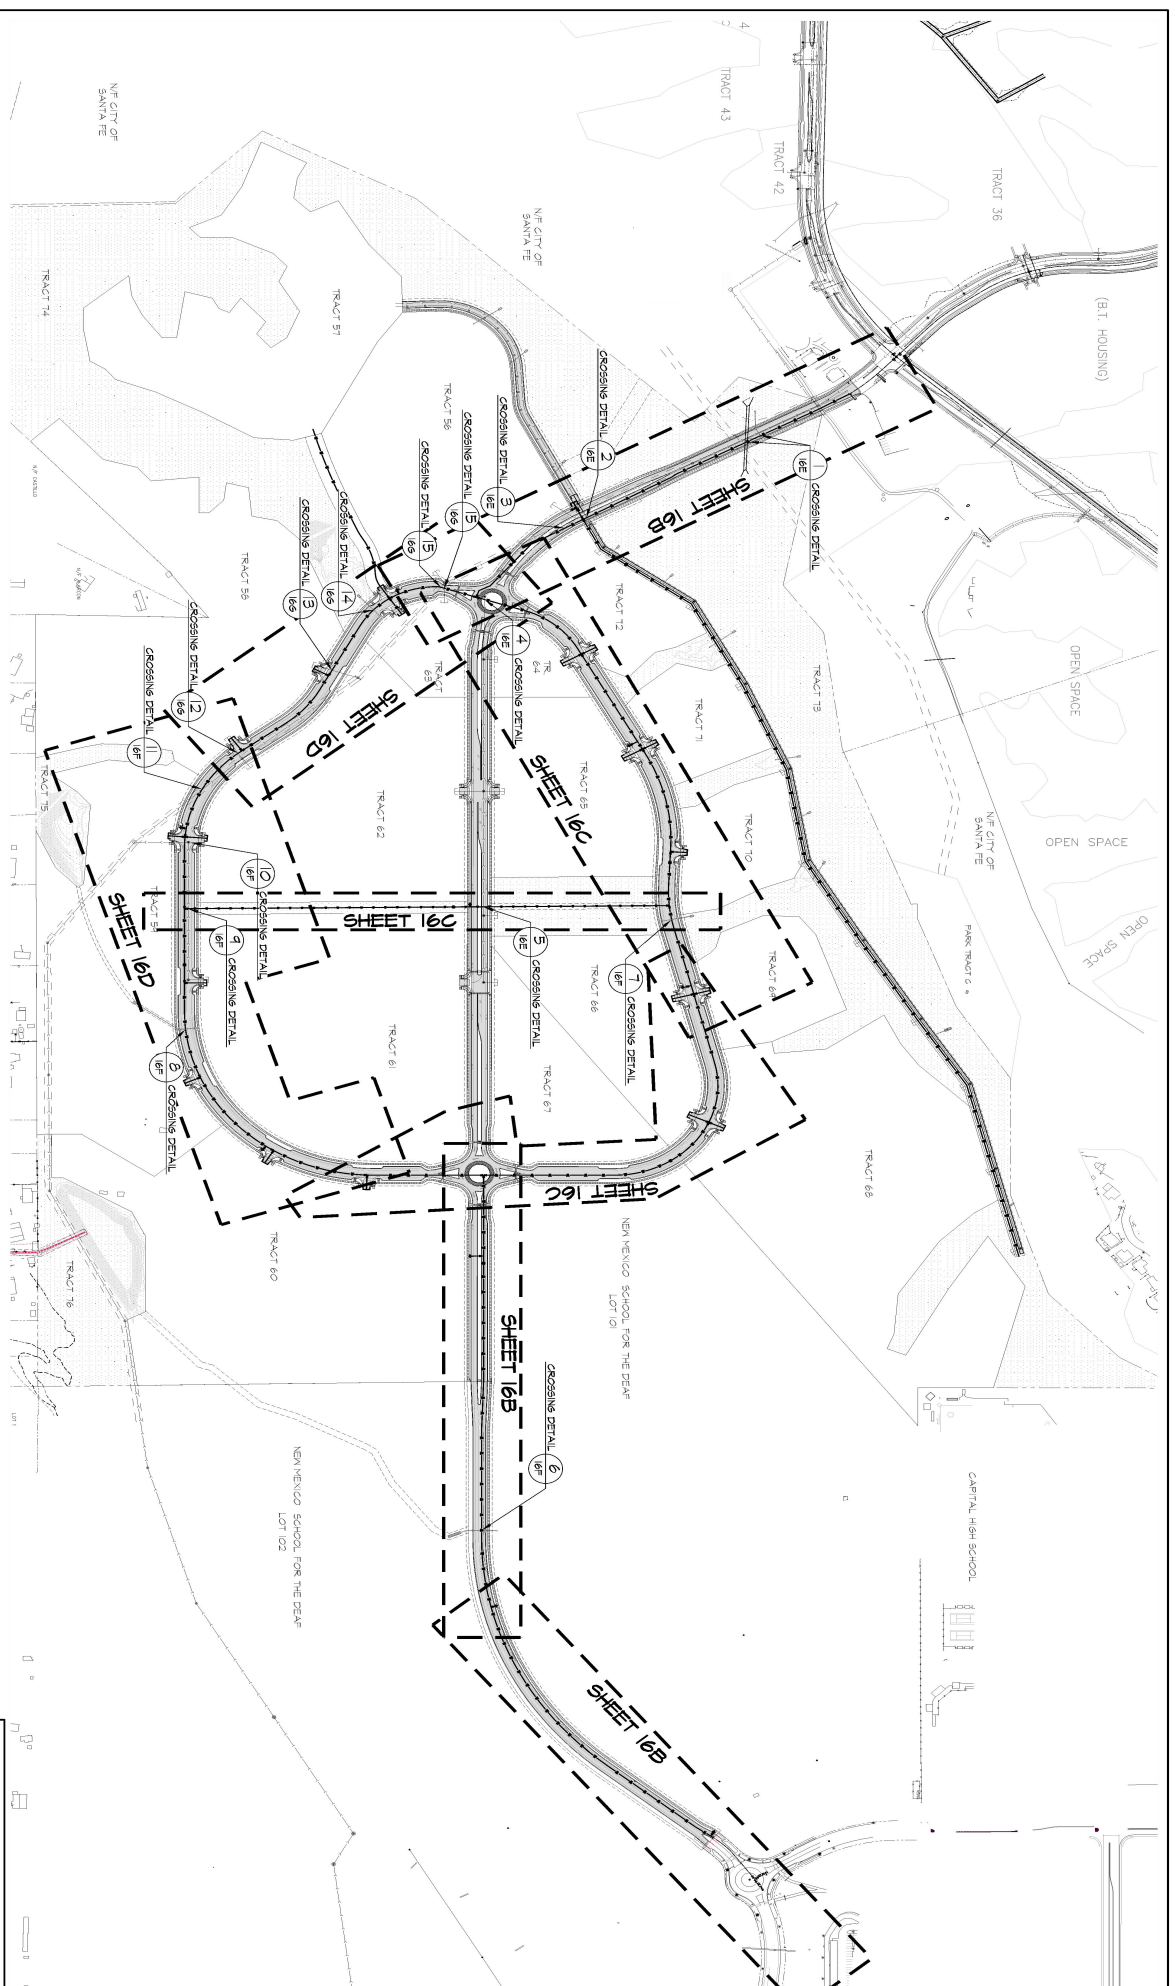 N/F CITY OF
SANTA FE
TRACT 43
TRACT 42
TRACT 36
(B.T. HOUSING)
N/F CITY OF
SANTA FE
TRACT 74
TRACT 57
TRACT 56
CROSSING DETAIL
2
16E
CROSSING DETAIL
3
16E
CROSSING DETAIL
15
16G
CROSSING DETAIL
15
16G
1
16E
CROSSING DETAIL
SHEET 16B
CROSSING DETAIL
14
16G
CROSSING DETAIL
13
16G
TRACT 58
CROSSING DETAIL
12
16G
CROSSING DETAIL
11
16F
TRACT 72
4
16E
CROSSING DETAIL
TR.
64
TRACT
63
TRACT 73
TRACT 71
OPEN SPACE
SHEET 16D
SHEET 16C
TRACT 65
TRACT 62
TRACT 75
TRACT 70
N/F CITY OF
SANTA FE
OPEN SPACE
OPEN SPACE
10
16F
CROSSING DETAIL
TRACT 59
SHEET 16C
SHEET 16D
9
16F
CROSSING DETAIL
5
16E
CROSSING DETAIL
7
16F
CROSSING DETAIL
TRACT 66
TRACT 69
PARK TRACT C
8
16F
CROSSING DETAIL
TRACT 61
TRACT 67
TRACT 68
SHEET 16C
TRACT 60
TRACT 76
NEW MEXICO SCHOOL FOR THE DEAF
LOT 101
SHEET 16B
CROSSING DETAIL
6
16F
LOT 1
NEW MEXICO SCHOOL FOR THE DEAF
LOT 102
CAPITAL HIGH SCHOOL
SHEET 16B